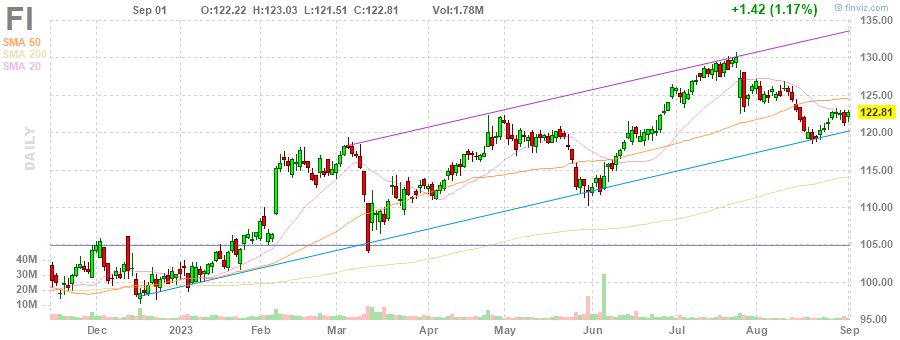 FI Sep 01 O:122.22 H:123.03 L:121.51 C:122.81 Vol:1.78M +1.42 (1.17%) © finviz.com
SMA 50
SMA 200
SMA 20
DAILY
135.00
130.00
125.00
122.81
120.00
115.00
110.00
105.00
100.00
95.00
40M
30M
20M
10M
Dec 2023 Feb Mar Apr May Jun Jul Aug Sep